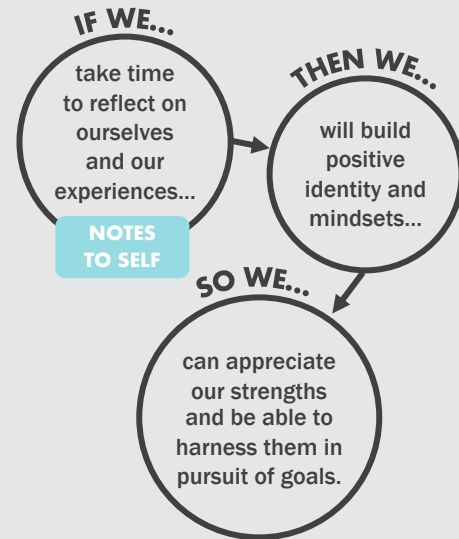 IF WE...
take time
to reflect on
ourselves
and our
experiences...
NOTES
TO SELF
THEN WE...
will build
positive
identity and
mindsets...
SO WE...
can appreciate
our strengths
and be able to
harness them in
pursuit of goals.